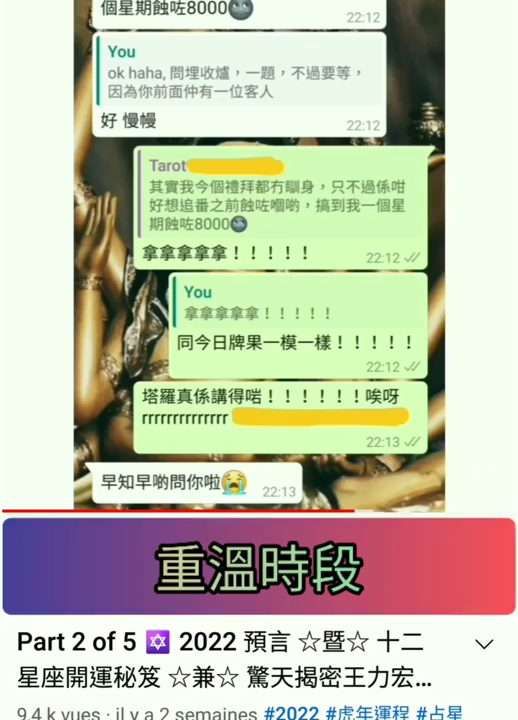 個星期蝕咗8000🌚
22:12
You
ok haha, 問埋收爐，一題，不過要等，
因為你前面仲有一位客人
好 慢幔
22:12
Tarot
其實我今個禮拜都冇瞓身，只不過係咁
好想追番之前蝕咗嗰啲，搞到我一個星
期蝕咗8000🌚
拿拿拿拿拿！！！！！
22:12
You
拿拿拿拿拿！！！！！
同今日牌果一模一樣！！！！！
22:12
塔羅真係講得啱！！！！！！唉呀
rrrrrrrrrrrrrr
22:13
早知早啲問你啦😭
22:13
重溫時段
Part 2 of 5 🔯 2022 預言 ☆暨☆ 十二
星座開運秘笈 ☆兼☆ 驚天揭密王力宏...
9,4 k vues · il y a 2 semaines #2022 #虎年運程 #占星